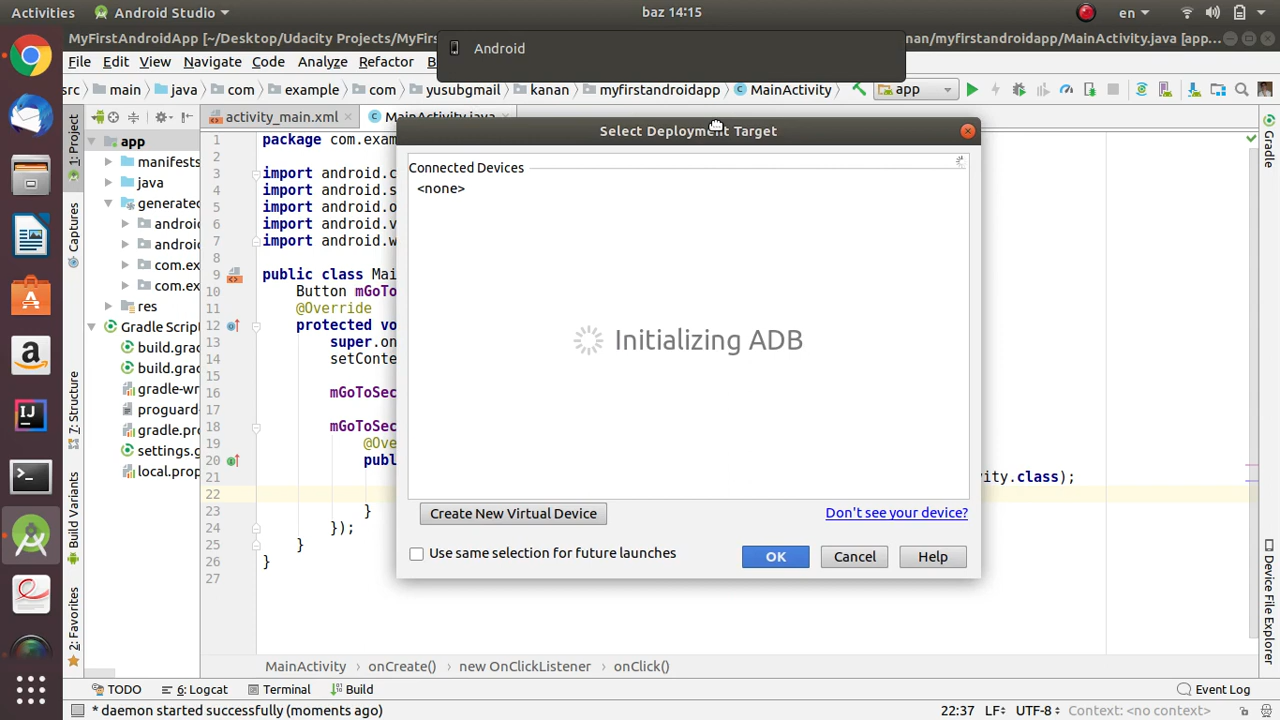 Activities
Android Studio
baz 14:15
en
MyFirstAndroidApp [~/Desktop/Udacity Projects/MyFirs
nan/myfirstandroidapp/MainActivity.java [app...
Android
File Edit View Navigate Code Analyze Refactor B
src main java com example com yusubgmail kanan myfirstandroidapp MainActivity
app
activity_main.xml
MainActivity.java
1: Project
Captures
7: Structure
Build Variants
2: Favorites
Gradle
Device File Explorer
app
manifests
java
generated
android
android
com.ex
com.ex
res
Gradle Scrip
build.grad
build.grad
gradle-wr
proguard-
gradle.pro
settings.g
local.prop
1 package com.exam
2
3 import android.c
4 import android.s
5 import android.o
6 import android.v
7 import android.w
8
9 public class Mai
10 Button mGoTo
11 @Override
12 protected vo
13 super.on
14 setConte
15
16 mGoToSec
17
18 mGoToSec
19 @Ove
20 publ
21 ity.class);
22
23 }
24 });
25 }
26 }
27
Select Deployment Target
Connected Devices
<none>
Initializing ADB
Create New Virtual Device
Don't see your device?
Use same selection for future launches
OK
Cancel
Help
MainActivity onCreate() new OnClickListener onClick()
TODO
6: Logcat
Terminal
Build
Event Log
* daemon started successfully (moments ago)
22:37 LF÷ UTF-8÷ Context: <no context>